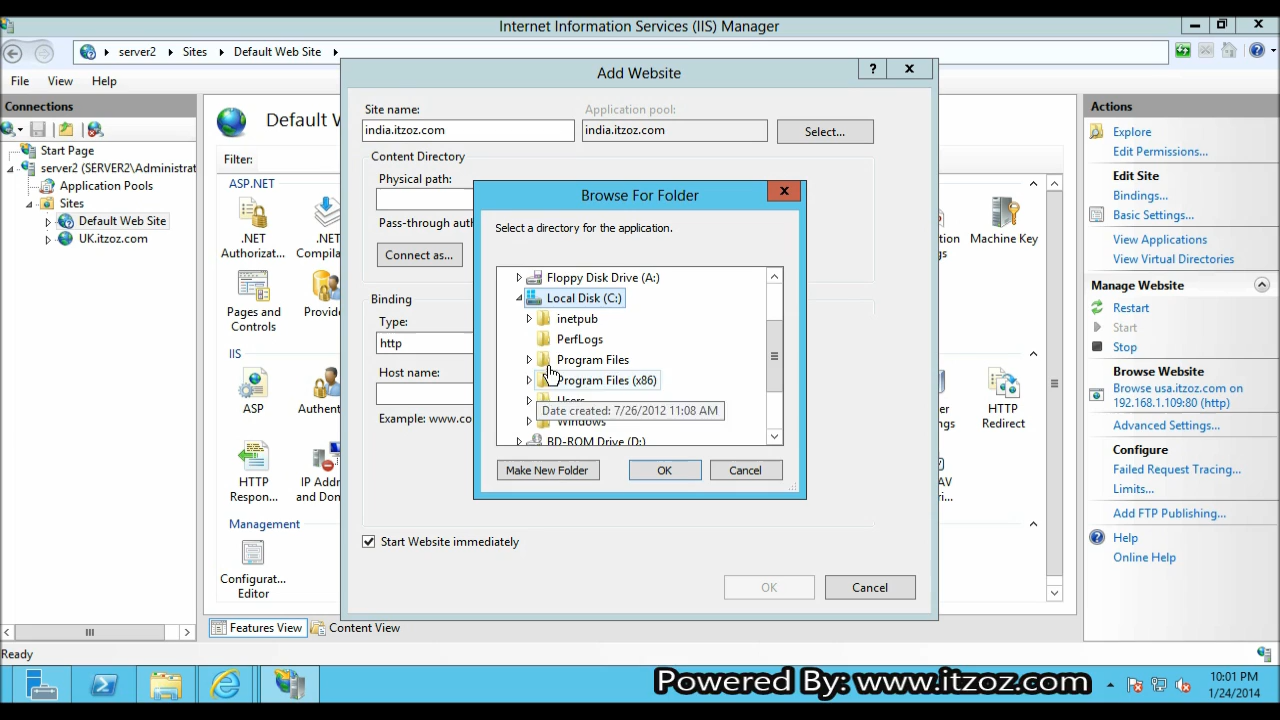 Internet Information Services (IIS) Manager
server2
Sites
Default Web Site
File View Help
Connections
Start Page
server2 (SERVER2\Administrat
Application Pools
Sites
Default Web Site
UK.itzoz.com
Ready
Default W
Filter:
ASP.NET
.NET
Authorizat...
.NET
Compila
Machine Key
Pages and
Controls
Provide
IIS
ASP
Authent
HTTP
Redirect
HTTP
Respon...
IP Addre
and Dom
Management
Configurat...
Editor
Features View
Content View
Add Website
?
Site name:
india.itzoz.com
Application pool:
india.itzoz.com
Select...
Content Directory
Physical path:
Pass-through auth
Connect as...
Binding
Type:
http
Host name:
Example: www.co
Start Website immediately
OK
Cancel
Browse For Folder
Select a directory for the application.
Floppy Disk Drive (A:)
Local Disk (C:)
inetpub
PerfLogs
Program Files
Program Files (x86)
Users
Date created: 7/26/2012 11:08 AM
Windows
BD-ROM Drive (D:)
Make New Folder
OK
Cancel
Actions
Explore
Edit Permissions...
Edit Site
Bindings...
Basic Settings...
View Applications
View Virtual Directories
Manage Website
Restart
Start
Stop
Browse Website
Browse usa.itzoz.com on
192.168.1.109:80 (http)
Advanced Settings...
Configure
Failed Request Tracing...
Limits...
Add FTP Publishing...
Help
Online Help
Powered By: www.itzoz.com
10:01 PM
1/24/2014